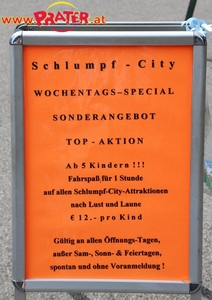 PRATER.at
Schlumpf - City
WOCHENTAGS-SPECIAL
SONDERANGEBOT
TOP - AKTION
Ab 5 Kindern !!!
Fahrspaß für 1 Stunde
auf allen Schlumpf-City-Attraktionen
nach Lust und Laune
€ 12.- pro Kind
Gültig an allen Öffnungs-Tagen,
außer Sam-, Sonn- & Feiertagen,
spontan und ohne Voranmeldung !